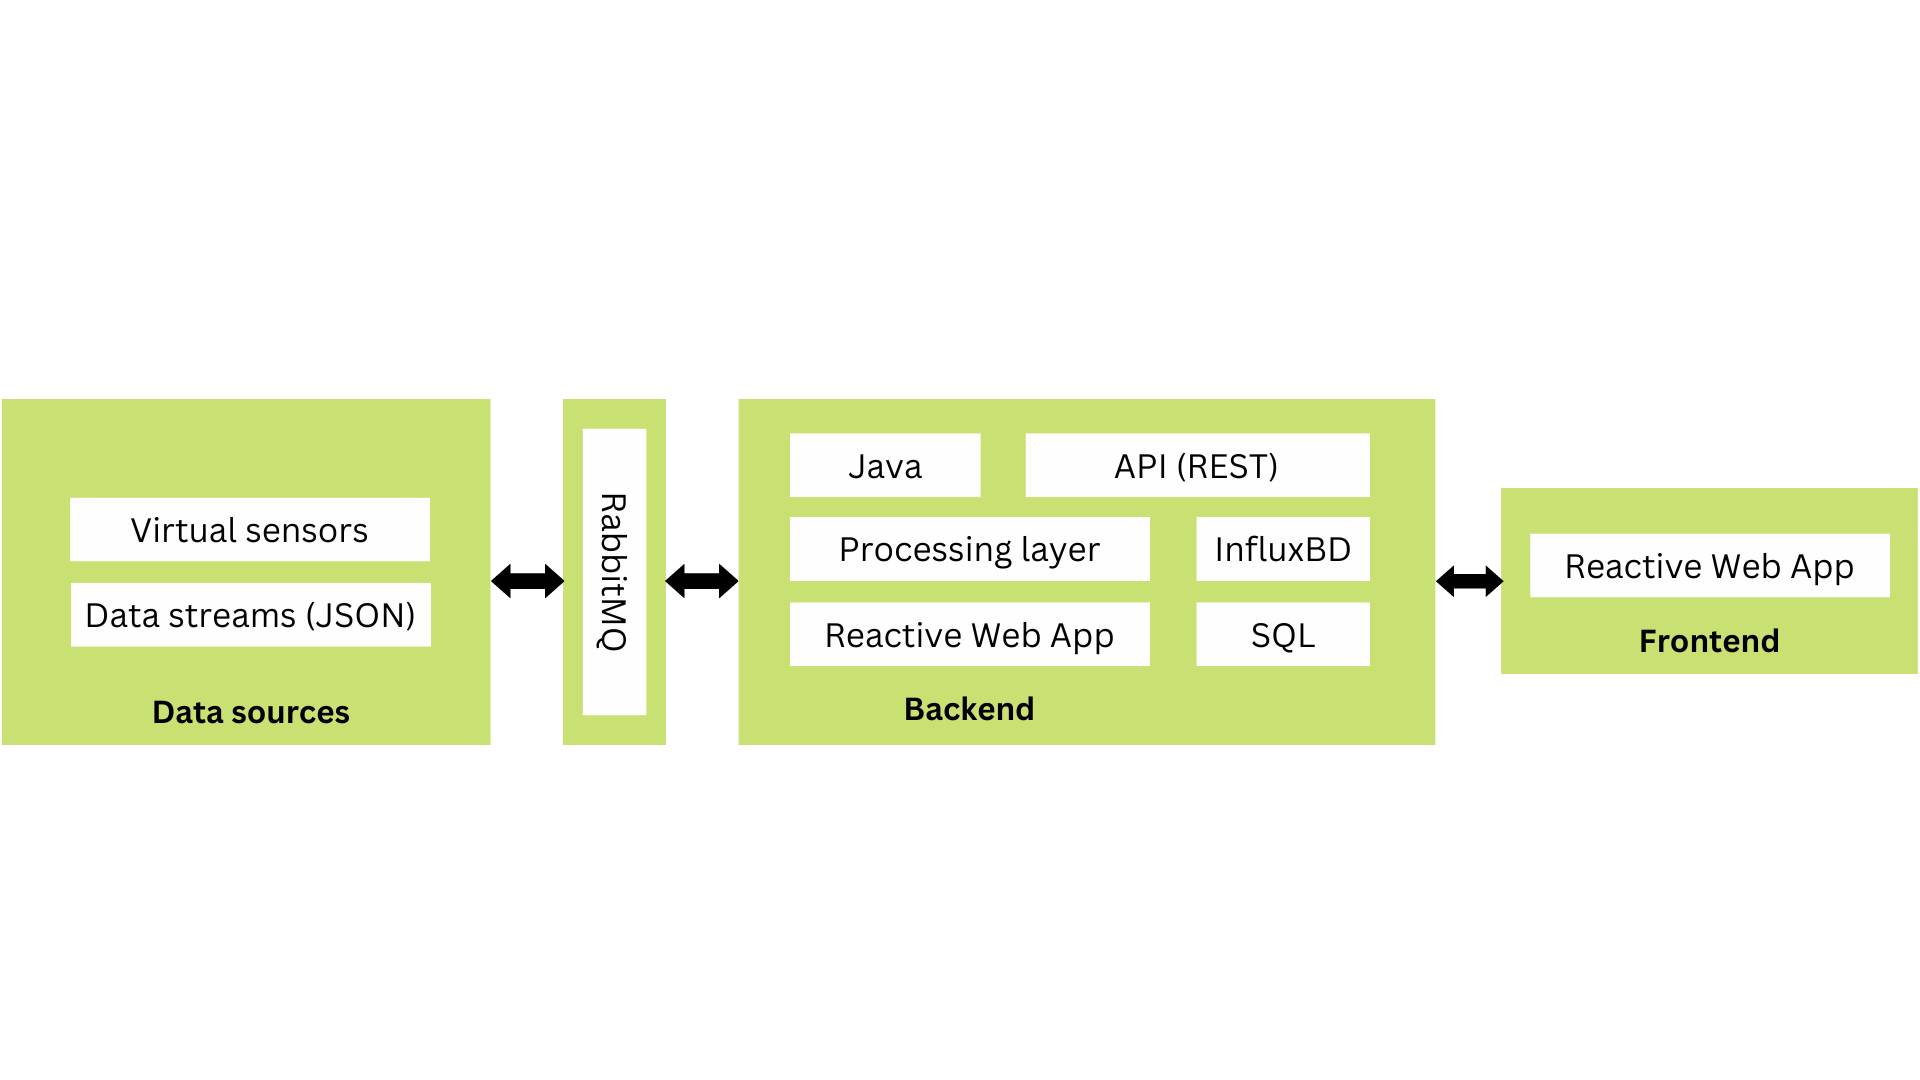 Virtual sensors
Data streams (JSON)
Data sources
RabbitMQ
Java
API (REST)
Processing layer
InfluxBD
Reactive Web App
SQL
Backend
Reactive Web App
Frontend